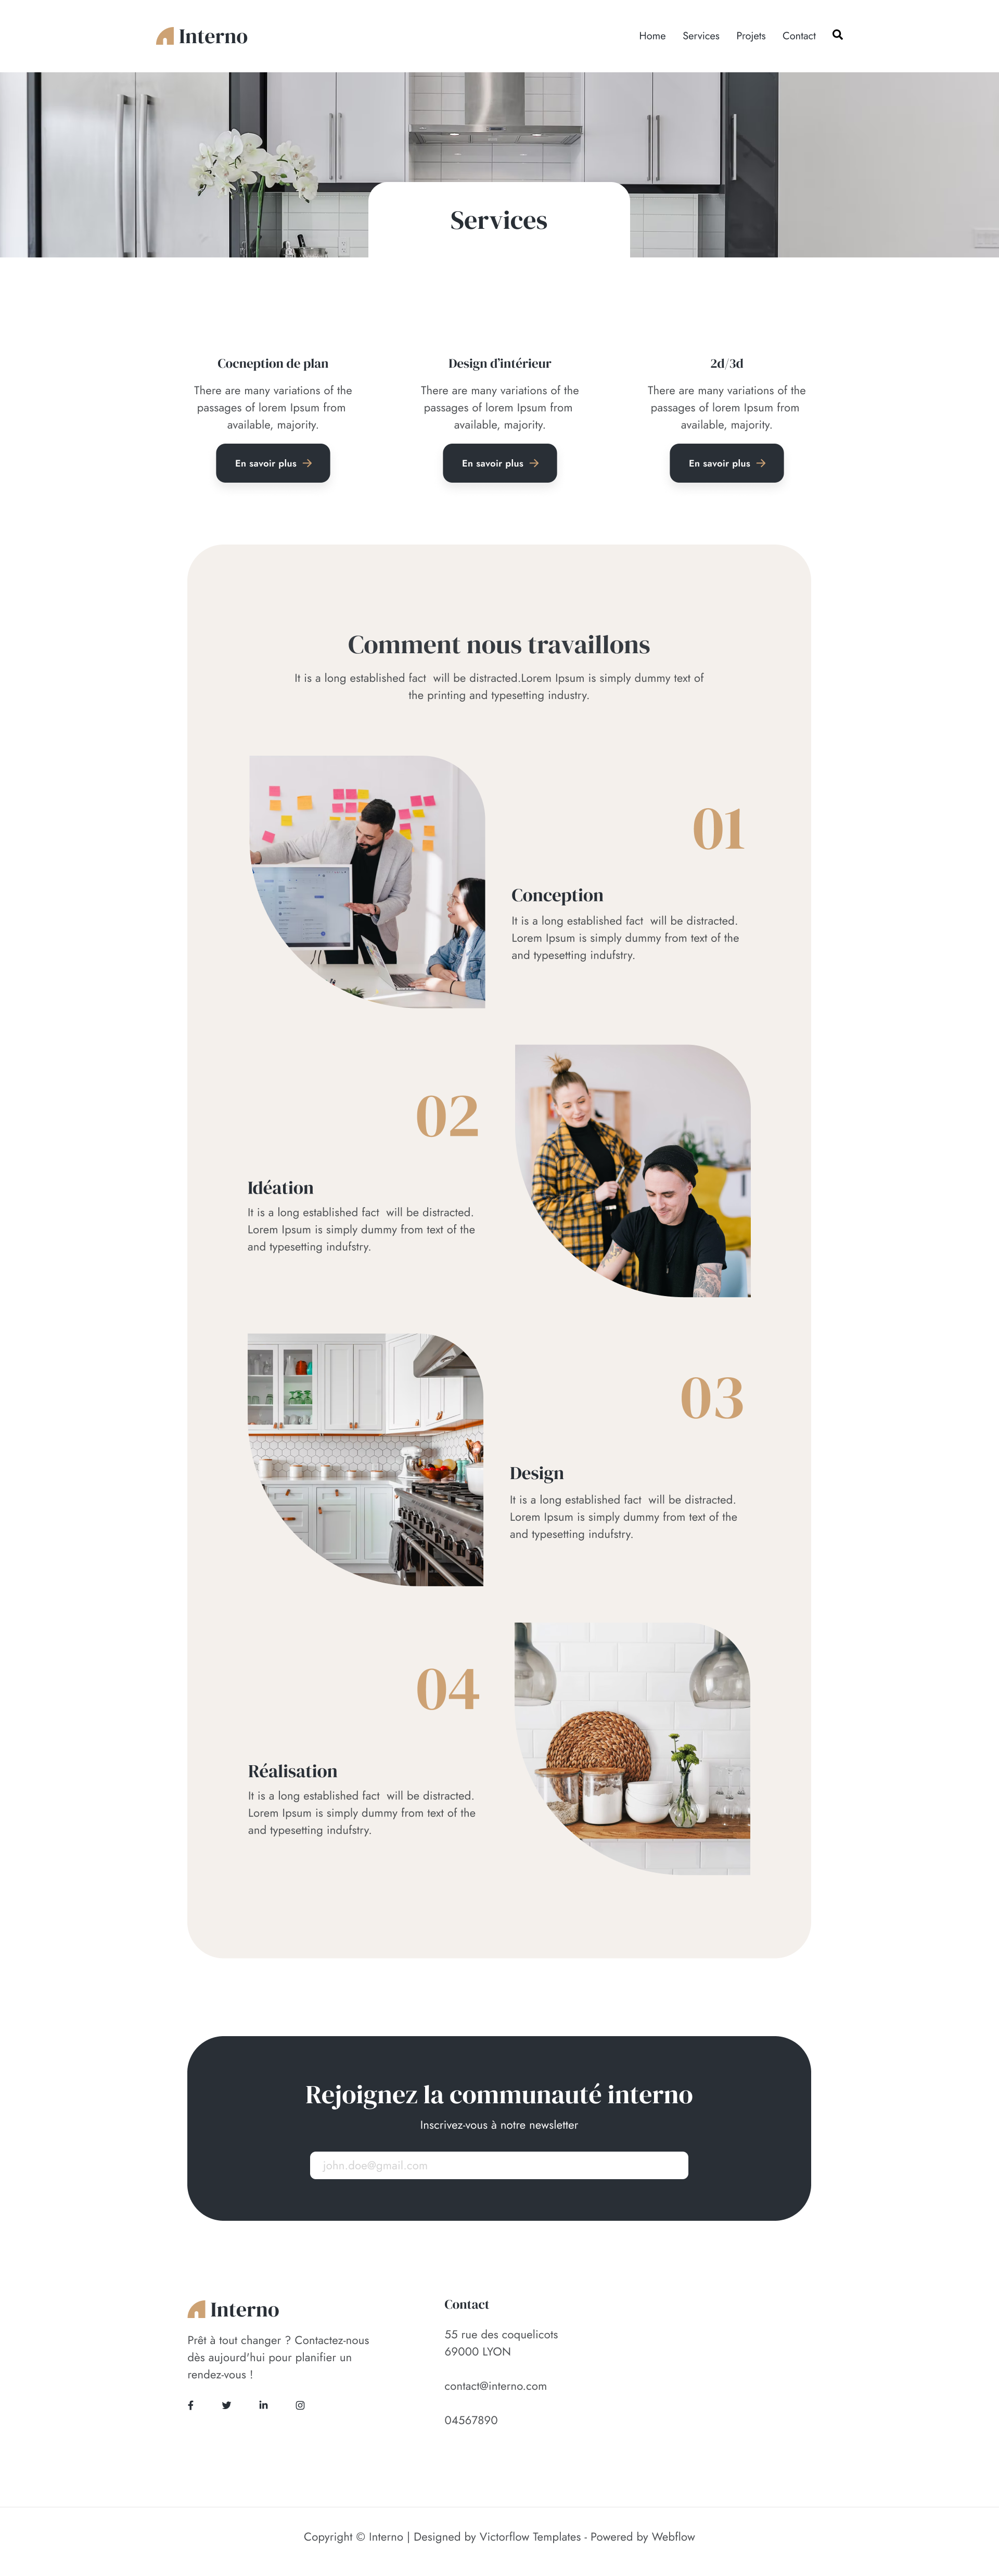 Interno
Home Services Projets Contact
Services
Cocneption de plan
There are many variations of the
passages of lorem Ipsum from
available, majority.
En savoir plus
Design d'intérieur
There are many variations of the
passages of lorem Ipsum from
available, majority.
En savoir plus
2d/3d
There are many variations of the
passages of lorem Ipsum from
available, majority.
En savoir plus
Comment nous travaillons
It is a long established fact  will be distracted.Lorem Ipsum is simply dummy text of
the printing and typesetting industry.
01
Conception
It is a long established fact  will be distracted.
Lorem Ipsum is simply dummy from text of the
and typesetting indufstry.
02
Idéation
It is a long established fact  will be distracted.
Lorem Ipsum is simply dummy from text of the
and typesetting indufstry.
03
Design
It is a long established fact  will be distracted.
Lorem Ipsum is simply dummy from text of the
and typesetting indufstry.
04
Réalisation
It is a long established fact  will be distracted.
Lorem Ipsum is simply dummy from text of the
and typesetting indufstry.
Rejoignez la communauté interno
Inscrivez-vous à notre newsletter
john.doe@gmail.com
Interno
Prêt à tout changer ? Contactez-nous
dès aujourd'hui pour planifier un
rendez-vous !
Contact
55 rue des coquelicots
69000 LYON
contact@interno.com
04567890
Copyright © Interno | Designed by Victorflow Templates - Powered by Webflow